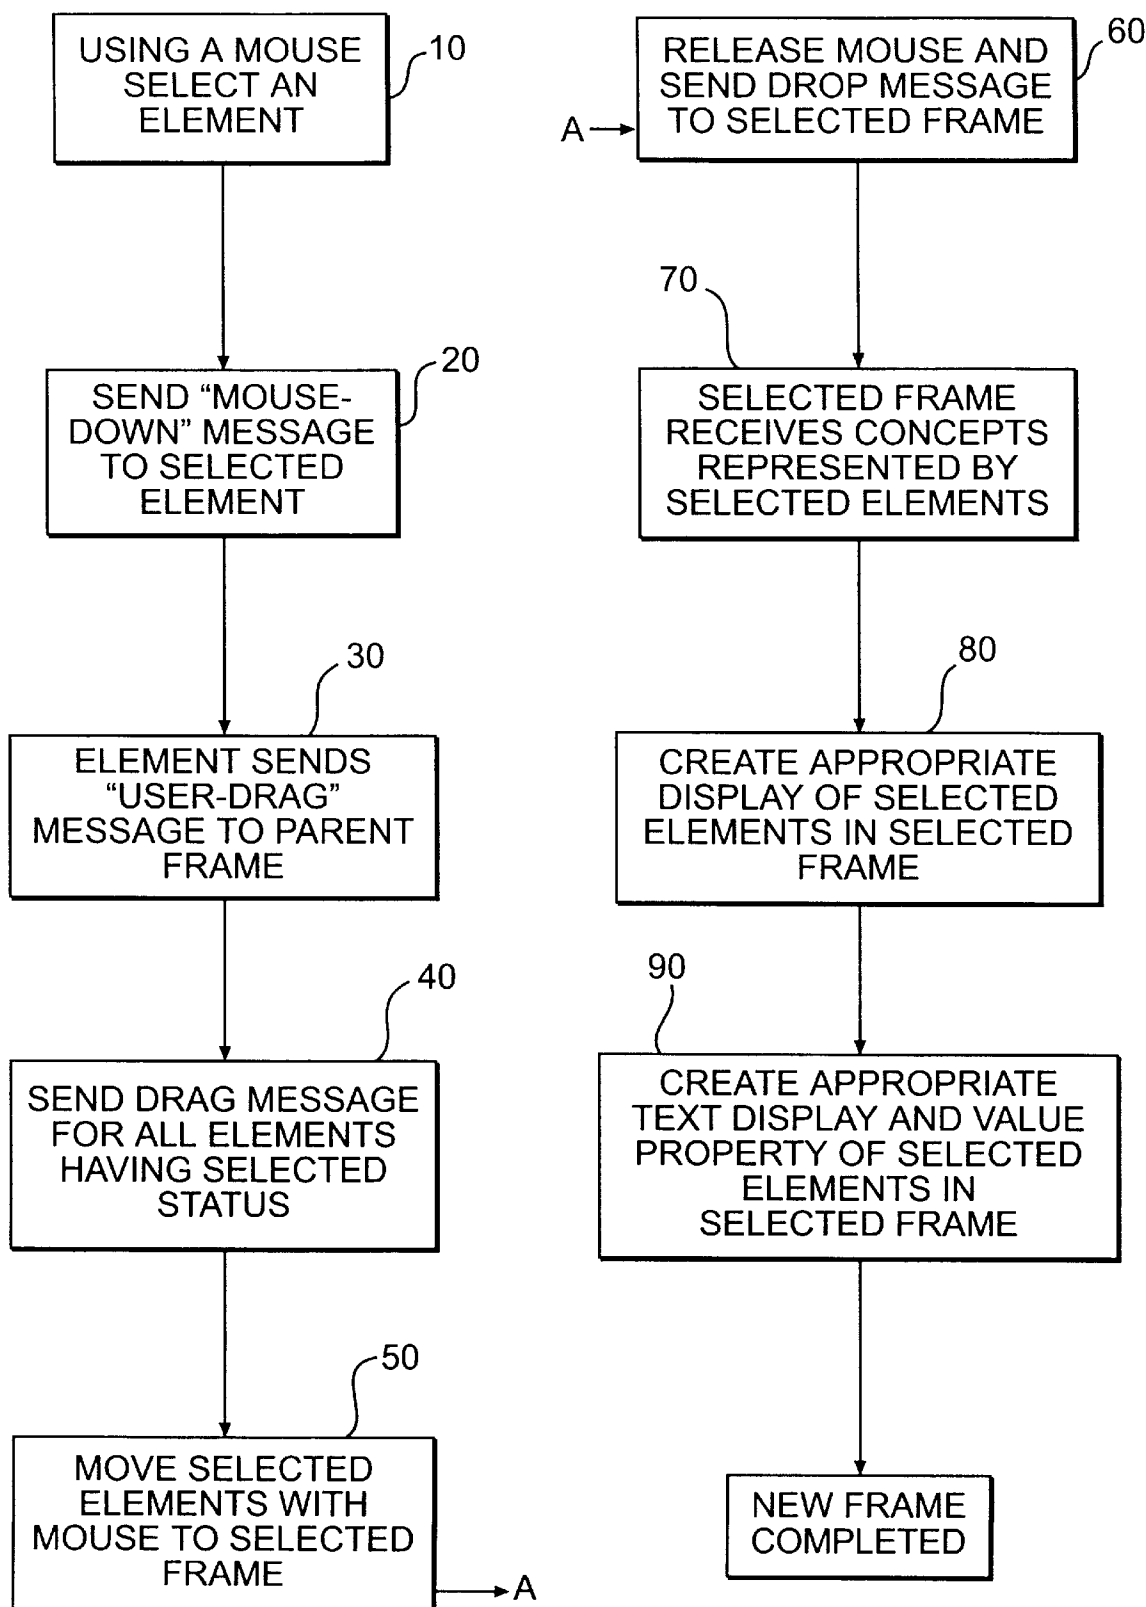 USING A MOUSE
SELECT AN
ELEMENT
10
SEND “MOUSE-
DOWN” MESSAGE
TO SELECTED
ELEMENT
20
ELEMENT SENDS
“USER-DRAG”
MESSAGE TO PARENT
FRAME
30
SEND DRAG MESSAGE
FOR ALL ELEMENTS
HAVING SELECTED
STATUS
40
MOVE SELECTED
ELEMENTS WITH
MOUSE TO SELECTED
FRAME
50
A
A
RELEASE MOUSE AND
SEND DROP MESSAGE
TO SELECTED FRAME
60
SELECTED FRAME
RECEIVES CONCEPTS
REPRESENTED BY
SELECTED ELEMENTS
70
CREATE APPROPRIATE
DISPLAY OF SELECTED
ELEMENTS IN SELECTED
FRAME
80
CREATE APPROPRIATE
TEXT DISPLAY AND VALUE
PROPERTY OF SELECTED
ELEMENTS IN
SELECTED FRAME
90
NEW FRAME
COMPLETED